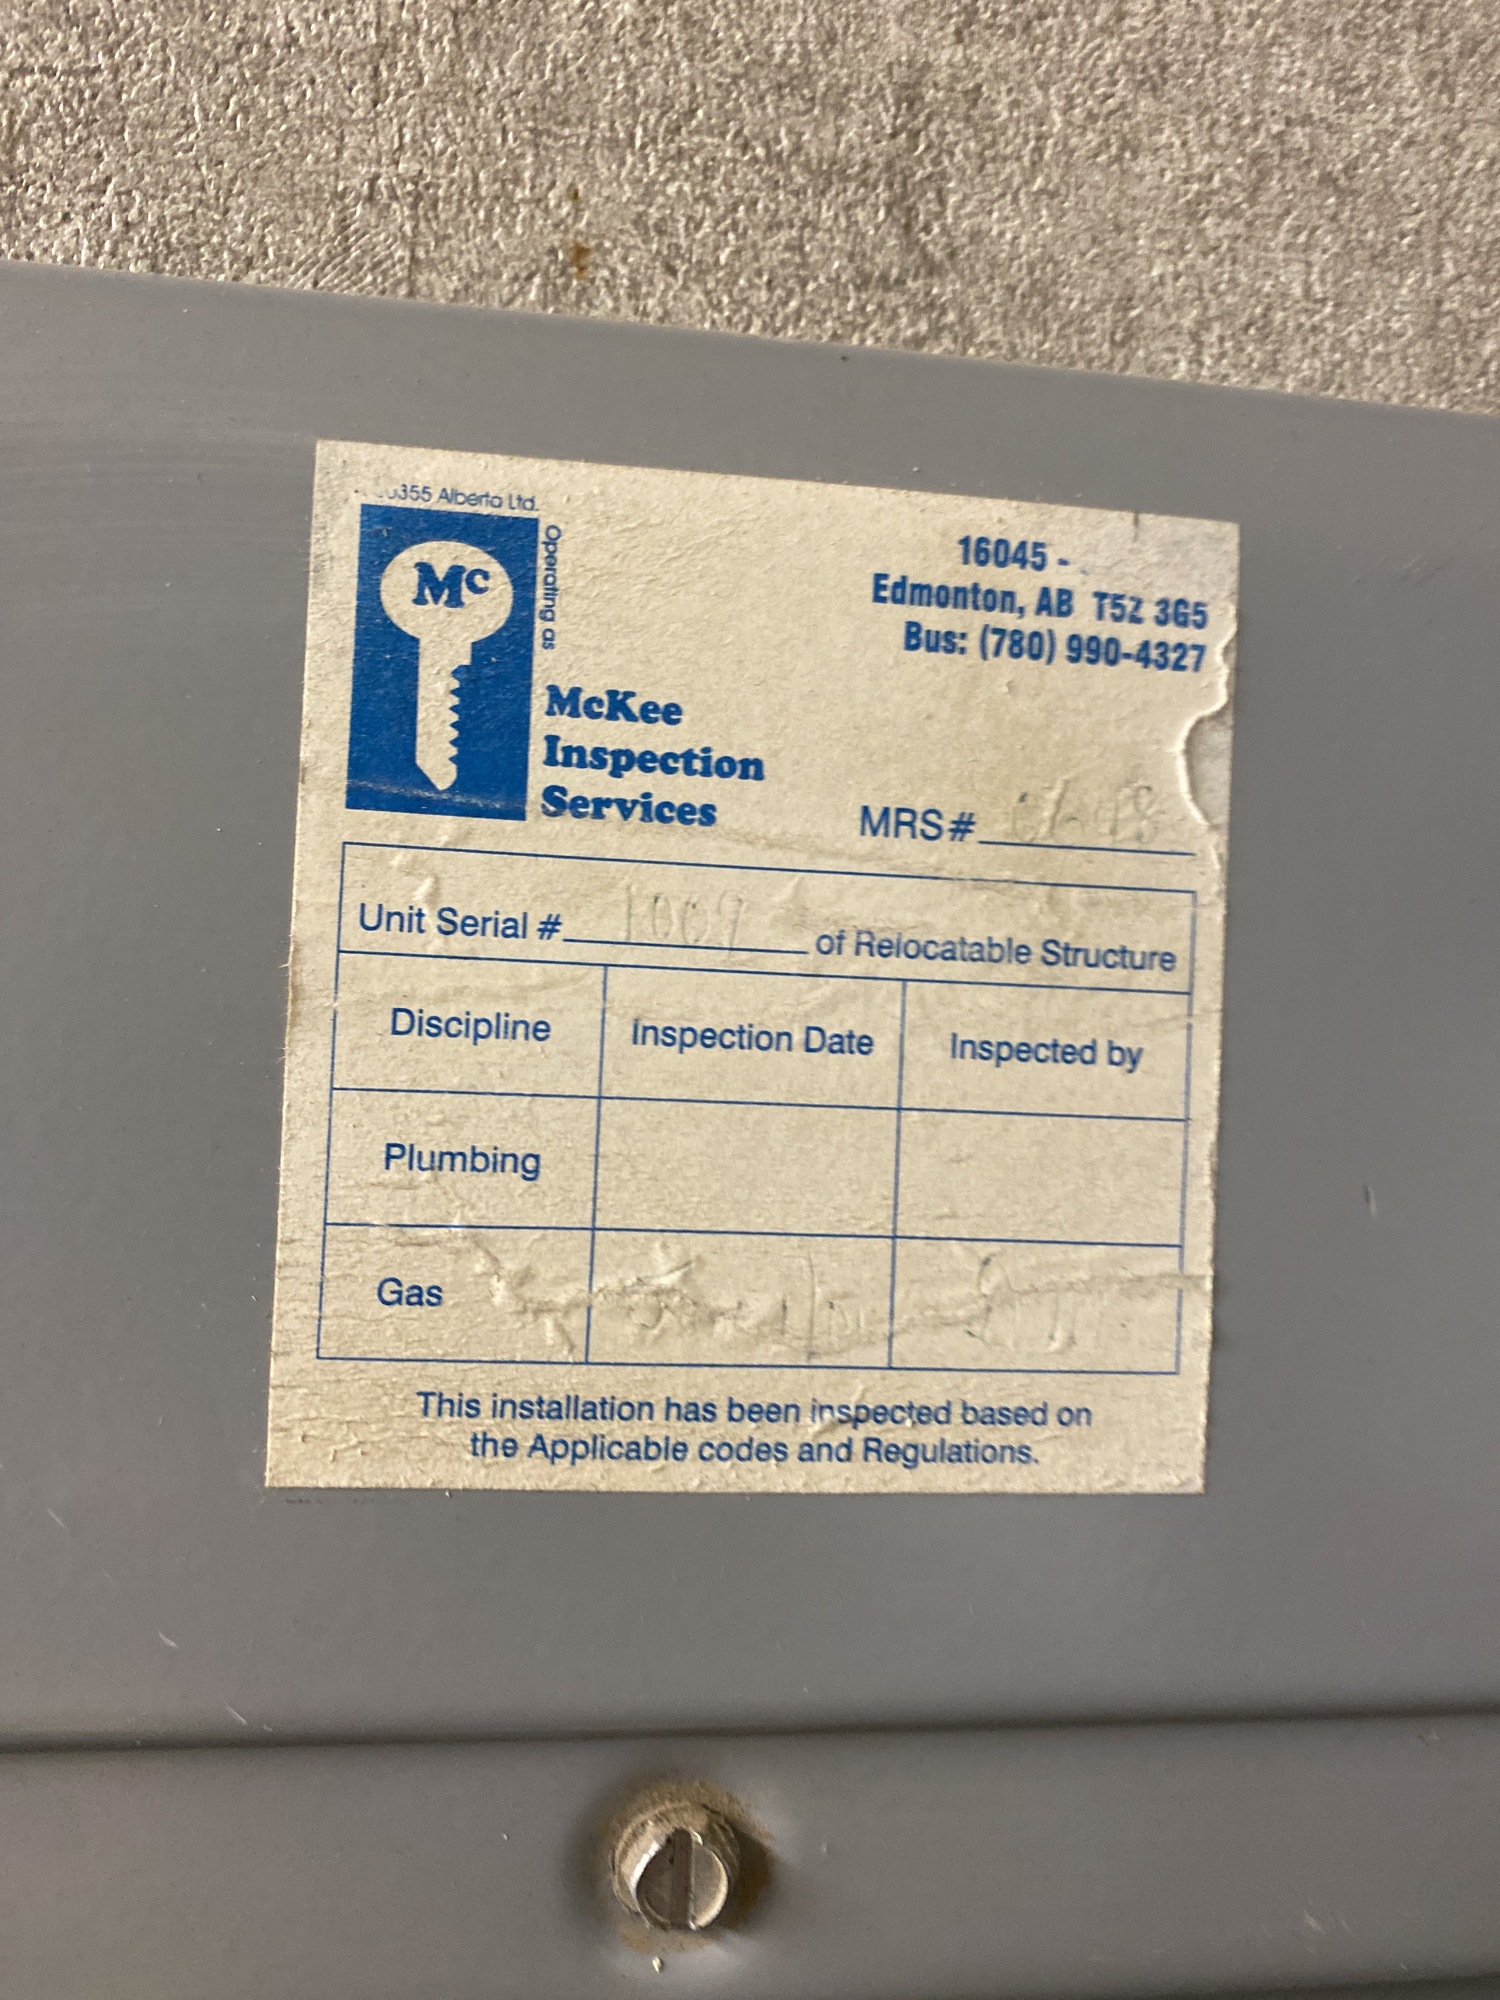 355 Alberta Ltd.
Operating as
Mc
McKee
Inspection
Services
16045 -
Edmonton, AB T5Z 3G5
Bus: (780) 990-4327
MRS#
Unit Serial # 1009 of Relocatable Structure
Discipline Inspection Date Inspected by
Plumbing
Gas
This installation has been inspected based on
the Applicable codes and Regulations.